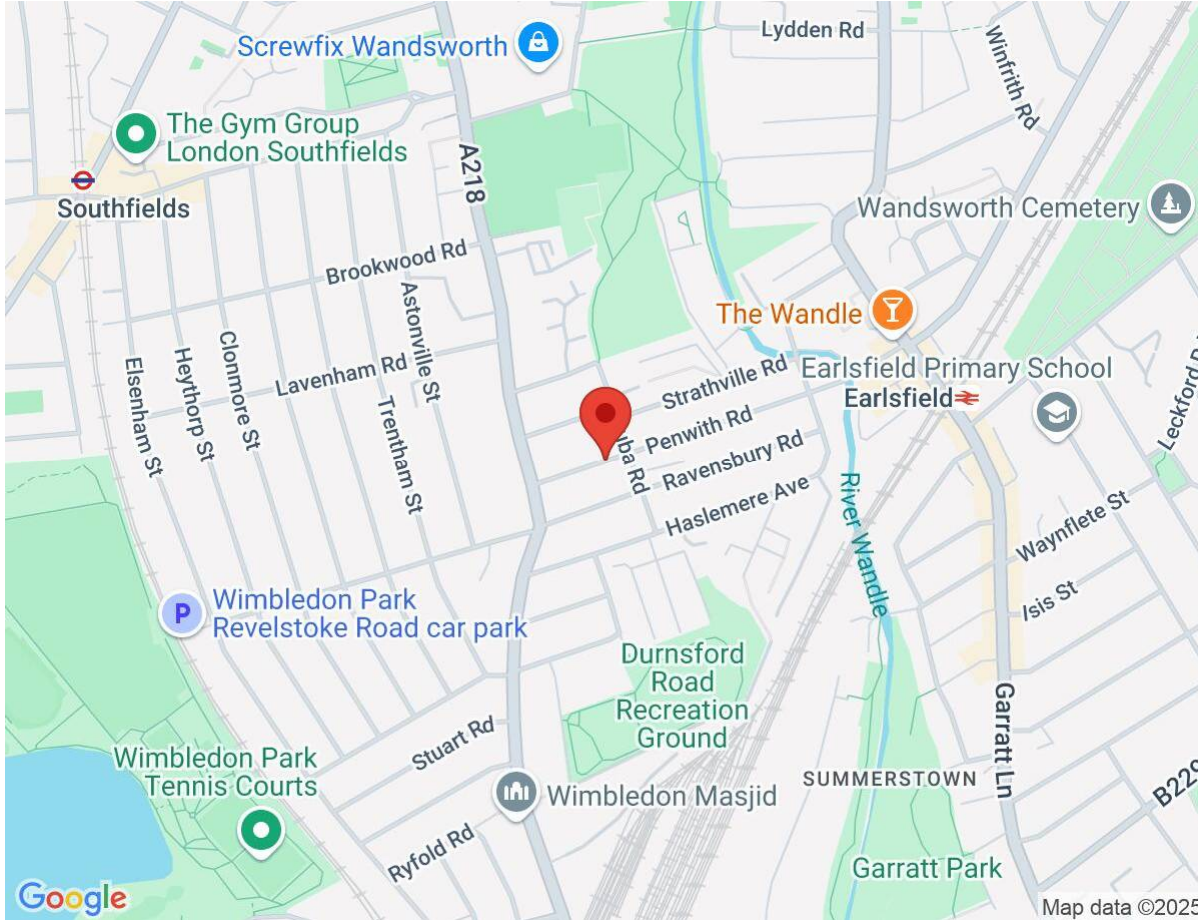 Lydden Rd
Winfrith Rd
Screwfix Wandsworth
The Gym Group
London Southfields
A218
Southfields
Wandsworth Cemetery
Brookwood Rd
Astonville St
The Wandle
Clonmore St
Heythorp St
Elsenham St
Lavenham Rd
Trentham St
Strathville Rd
Earlsfield Primary School
Earlsfield
Penwith Rd
Ravensbury Rd
Haslemere Ave
River Wandle
Waynflete St
Isis St
P
Wimbledon Park
Revelstoke Road car park
Durnsford
Road
Recreation
Ground
Garratt Ln
Stuart Rd
Wimbledon Park
Tennis Courts
Wimbledon Masjid
SUMMERSTOWN
Ryfold Rd
Garratt Park
Google
Map data ©2025